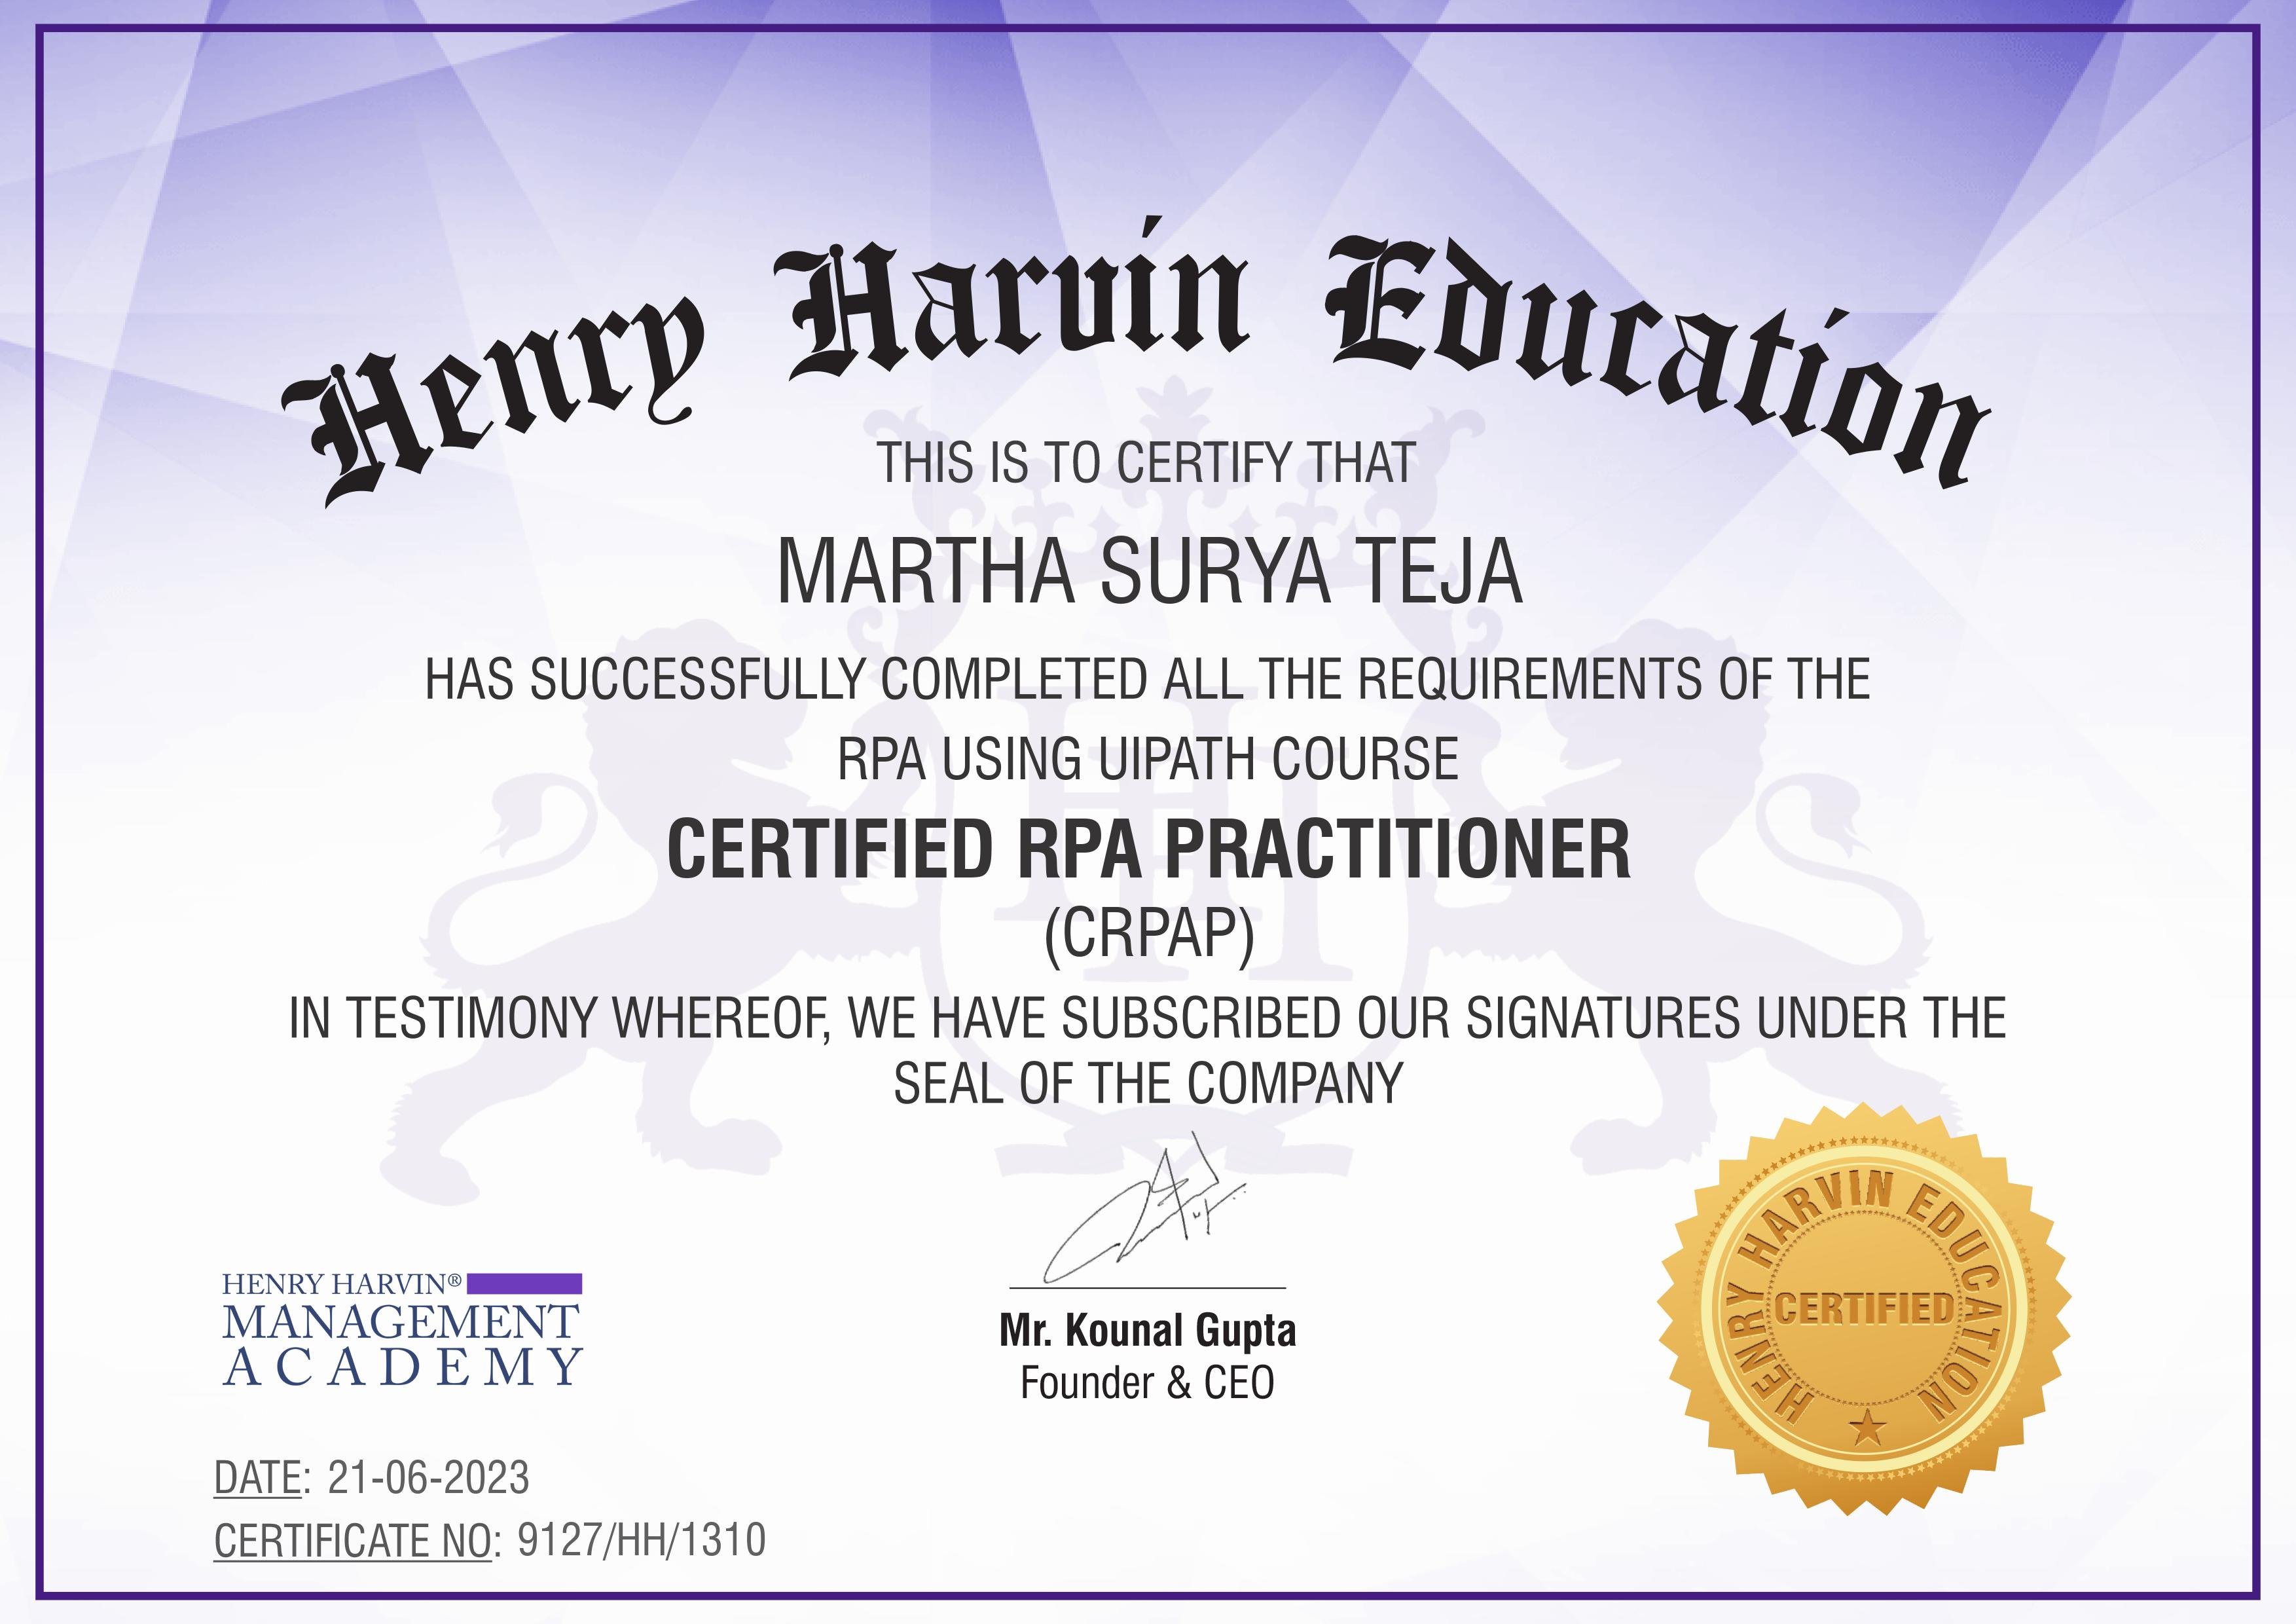 Henry Harvin Education
THIS IS TO CERTIFY THAT
MARTHA SURYA TEJA
HAS SUCCESSFULLY COMPLETED ALL THE REQUIREMENTS OF THE
RPA USING UIPATH COURSE
CERTIFIED RPA PRACTITIONER
(CRPAP)
IN TESTIMONY WHEREOF, WE HAVE SUBSCRIBED OUR SIGNATURES UNDER THE
SEAL OF THE COMPANY
HENRY HARVIN®
MANAGEMENT
ACADEMY
Mr. Kounal Gupta
Founder & CEO
HENRY HARVIN EDUCATION
CERTIFIED
DATE: 21-06-2023
CERTIFICATE NO: 9127/HH/1310